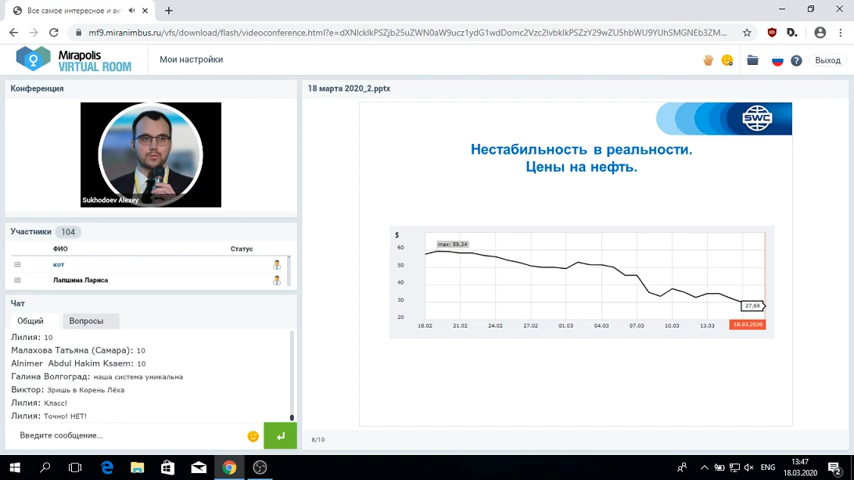 Все самое интересное и ак
mf9.miranimbus.ru/vfs/download/flash/videoconference.html?e=
Mirapolis
VIRTUAL ROOM
Мои настройки
Выход
Конференция
Sukhodoev Alexey
Участники 104
ФИО Статус
кот
Лапшина Лариса
Чат
Общий Вопросы
Лилия: 10
Малахова Татьяна (Самара): 10
Alnimer Abdul Hakim Ksaem: 10
Галина Волгоград: наша система уникальна
Виктор: Зришь в Корень Лёха
Лилия: Класс!
Лилия: Точно! НЕТ!
Введите сообщение...
18 марта 2020_2.pptx
SWC
Нестабильность в реальности.
Цены на нефть.
$
60
50
40
30
20
max: 59,24
27,69
18.02 21.02 24.02 27.02 01.03 04.03 07.03 10.03 13.03 18.03.2020
8/10
ENG
13:47
18.03.2020
2